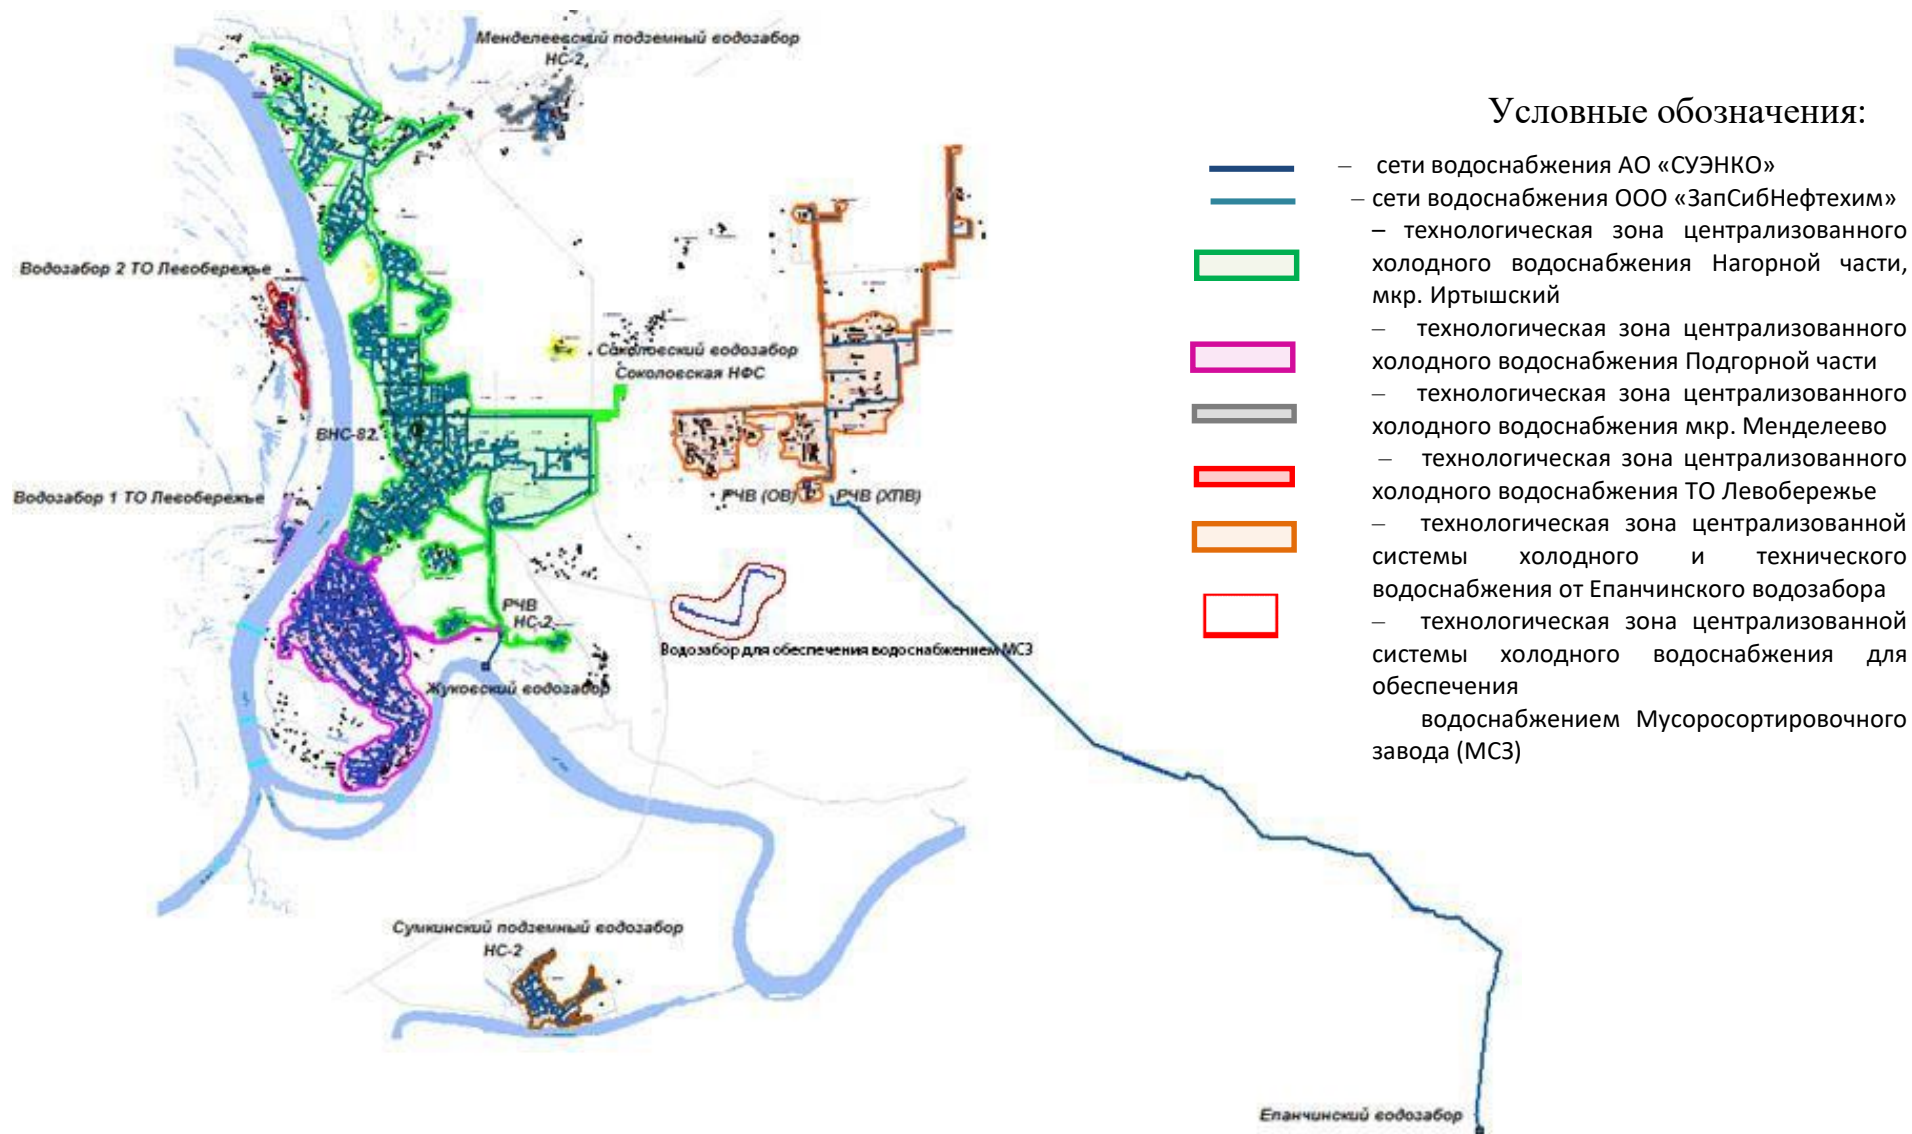 Менделеевский подземный водозабор
НС-2
Водозабор 2 ТО Левобережье
Соколовский водозабор
Соколовская НФС
ВНС-82
Водозабор 1 ТО Левобережье
РЧВ (ОВ)
РЧВ (ХПВ)
РЧВ
НС-2
Водозабор для обеспечения водоснабжением МСЗ
Жуковский водозабор
Сумкинский подземный водозабор
НС-2
Епанчинский водозабор
Условные обозначения:
– сети водоснабжения АО «СУЭНКО»
– сети водоснабжения ООО «ЗапСибНефтехим»
– технологическая зона централизованного
холодного водоснабжения Нагорной части,
мкр. Иртышский
– технологическая зона централизованного
холодного водоснабжения Подгорной части
– технологическая зона централизованного
холодного водоснабжения мкр. Менделеево
– технологическая зона централизованного
холодного водоснабжения ТО Левобережье
– технологическая зона централизованной
системы холодного и технического
водоснабжения от Епанчинского водозабора
– технологическая зона централизованной
системы холодного водоснабжения для
обеспечения
водоснабжением Мусоросортировочного
завода (МСЗ)